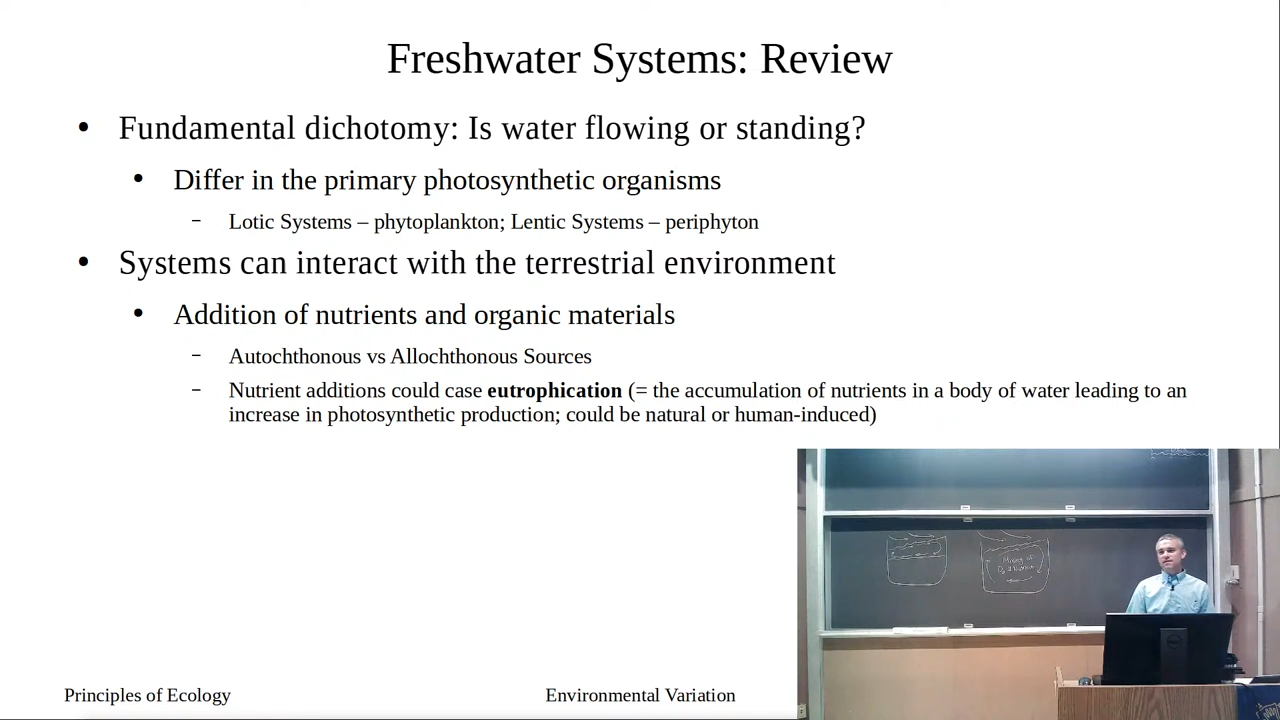 Freshwater Systems: Review
• Fundamental dichotomy: Is water flowing or standing?
• Differ in the primary photosynthetic organisms
– Lotic Systems – phytoplankton; Lentic Systems – periphyton
• Systems can interact with the terrestrial environment
• Addition of nutrients and organic materials
– Autochthonous vs Allochthonous Sources
– Nutrient additions could case eutrophication (= the accumulation of nutrients in a body of water leading to an
increase in photosynthetic production; could be natural or human-induced)
Mixing of
Principles of Ecology
Environmental Variation